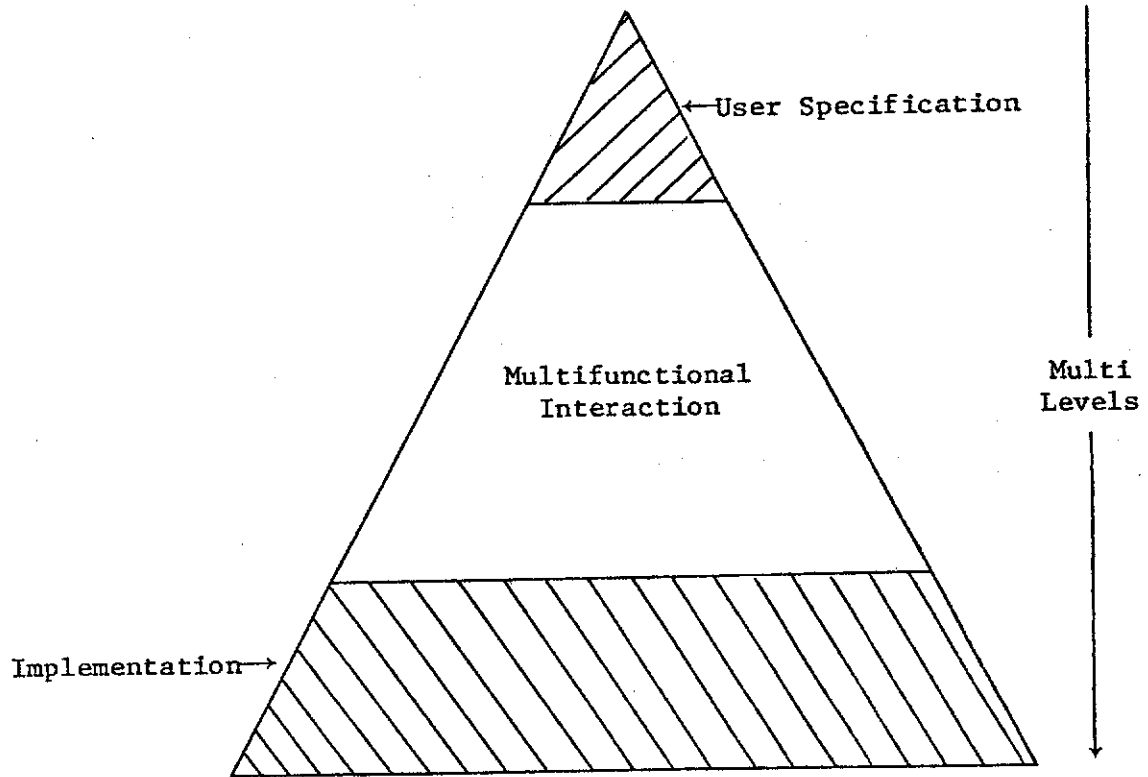 User Specification
Multifunctional
Interaction
Multi
Levels
Implementation